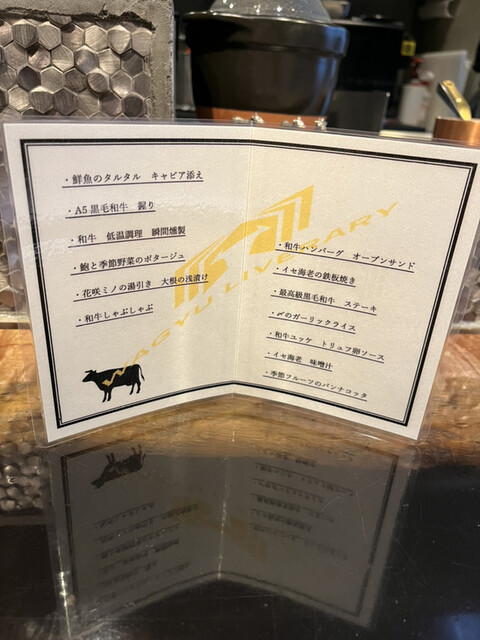 ・鮮魚のタルタル　キャビア添え
・A5黒毛和牛　握り
・和牛　低温調理　瞬間燻製
・鮑と季節野菜のポタージュ
・花咲ミノの湯引き　大根の浅漬け
・和牛しゃぶしゃぶ
・和牛ハンバーグ　オープンサンド
・イセ海老の鉄板焼き
・最高級黒毛和牛　ステーキ
・〆のガーリックライス
・和牛ユッケ　トリュフ卵ソース
・イセ海老　味噌汁
・季節フルーツのパンナコッタ
WAGYU LIVERARY